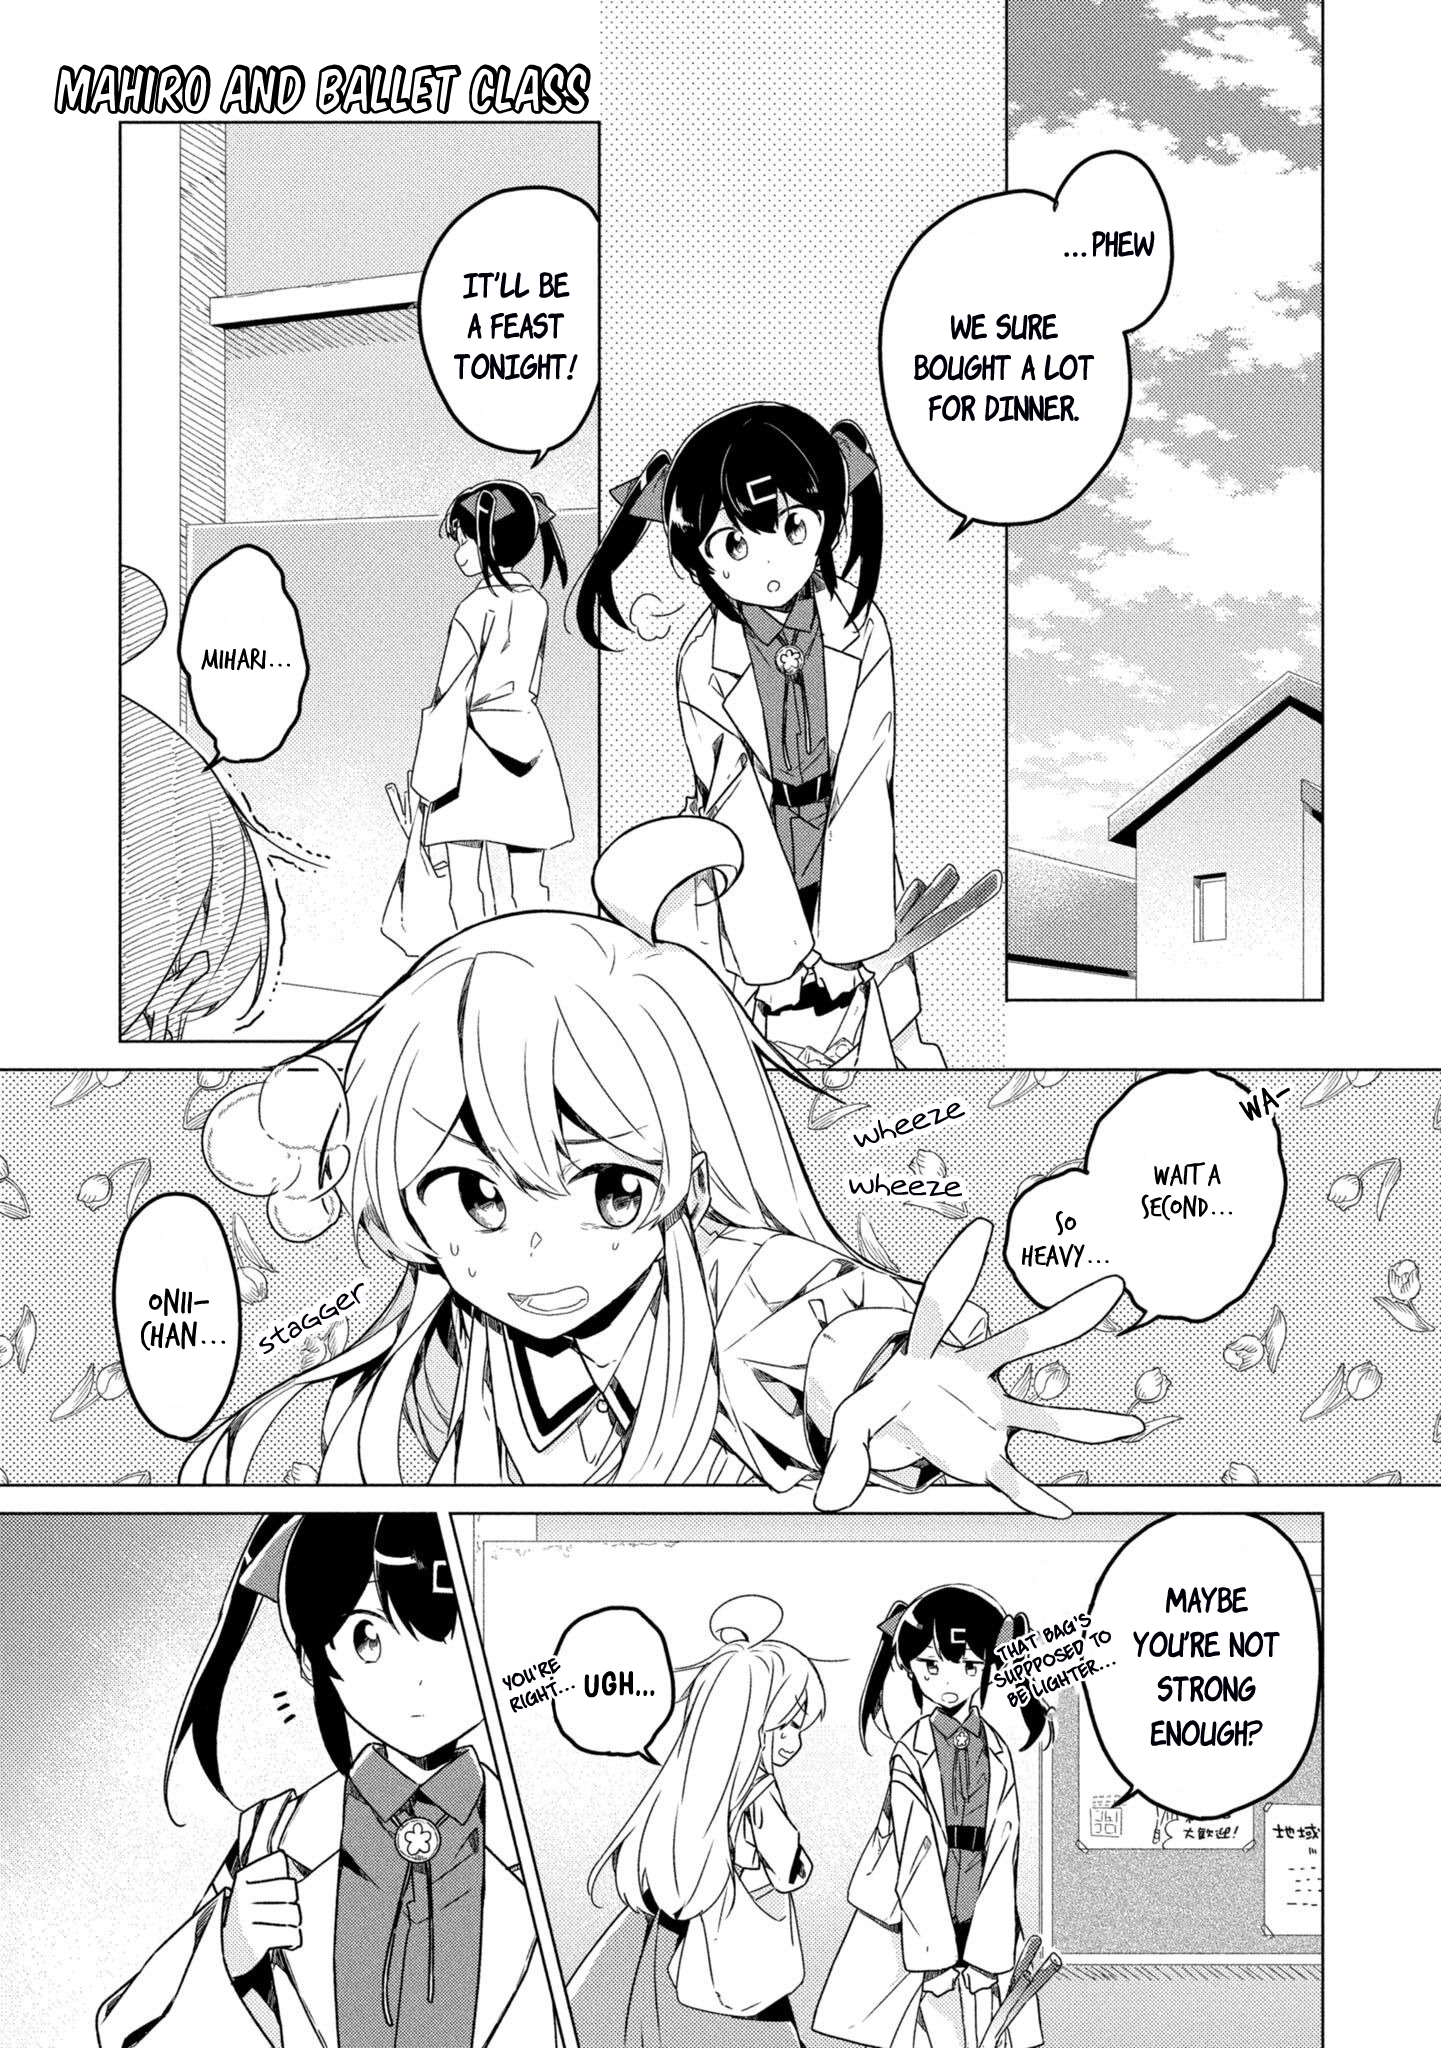 MAHIRO AND BALLET CLASS
...PHEW
WE SURE
BOUGHT A LOT
FOR DINNER.
IT'LL BE
A FEAST
TONIGHT!
MIHARI...
WA-
WAIT A
SECOND...
SO
HEAVY...
wheeze
wheeze
stagger
ONII-
CHAN...
MAYBE
YOU'RE NOT
STRONG
ENOUGH?
THAT BAG'S
SUPPPOSED TO
BE LIGHTER...
UGH...
YOU'RE
RIGHT...
大歓迎!
地域